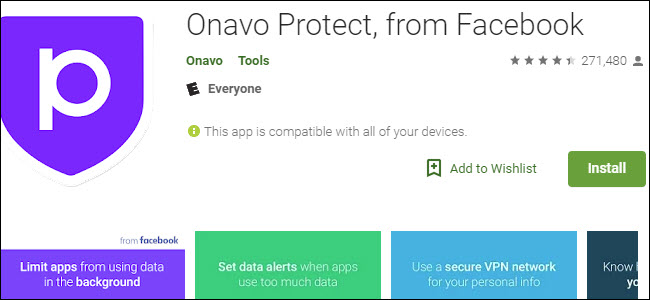 Onavo Protect, from Facebook
Onavo Tools
271,480
E Everyone
This app is compatible with all of your devices.
Add to Wishlist
Install
p
from facebook
Limit apps from using data
in the background
Set data alerts when apps
use too much data
Use a secure VPN network
for your personal info
Know
yo